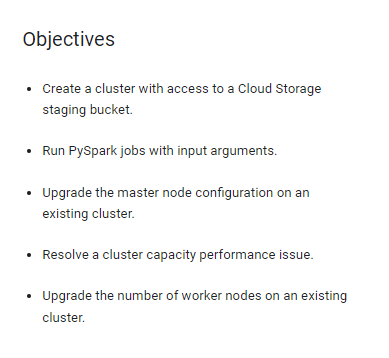 Objectives
• Create a cluster with access to a Cloud Storage
staging bucket.
• Run PySpark jobs with input arguments.
• Upgrade the master node configuration on an
existing cluster.
• Resolve a cluster capacity performance issue.
• Upgrade the number of worker nodes on an existing
cluster.